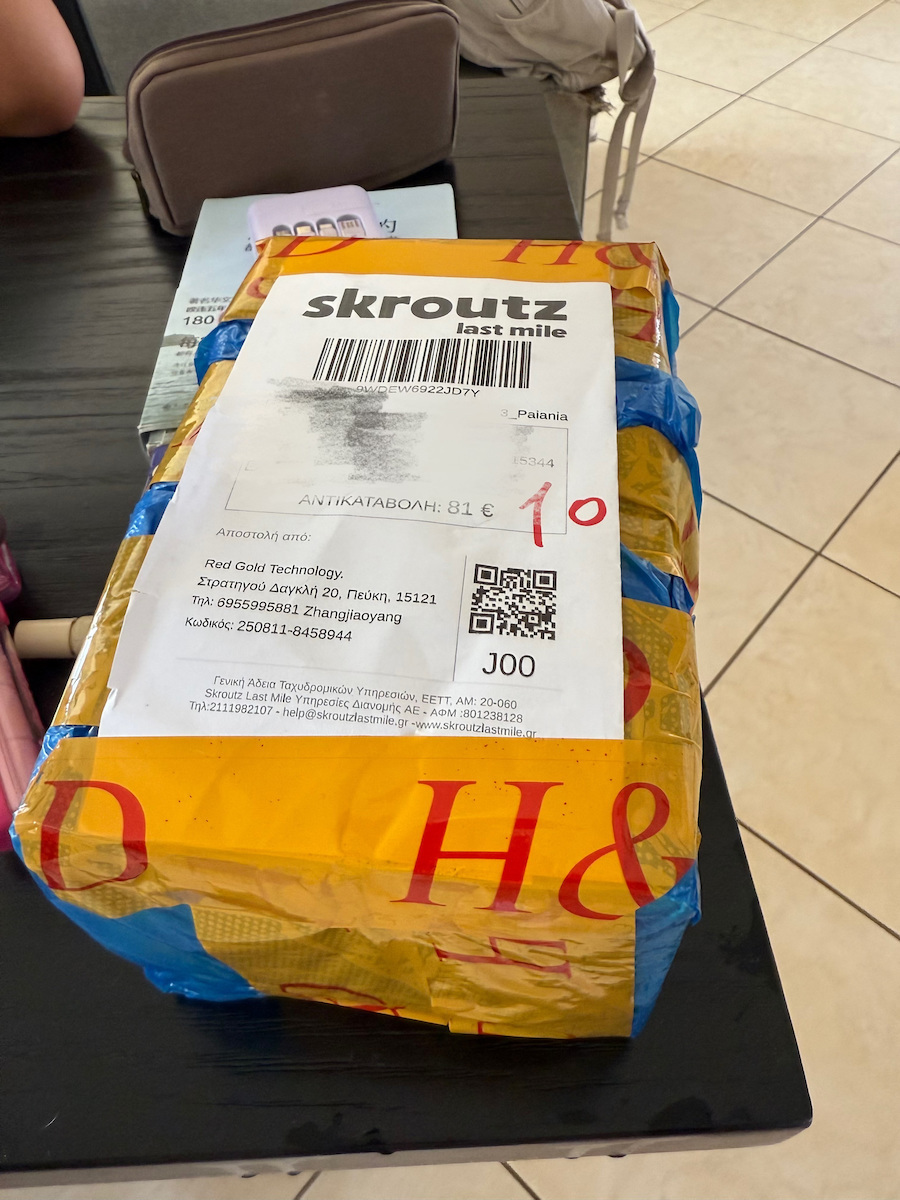 的
180
skroutz
last mile
9WDEW6922JD7Y
3_Paiania
15344
ΑΝΤΙΚΑΤΑΒΟΛΗ: 81 €
10
Αποστολή από:
Red Gold Technology.
Στρατηγού Δαγκλή 20, Πεύκη, 15121
Τηλ: 6955995881 Zhangjiaoyang
Κωδικός: 250811-8458944
J00
Γενική Άδεια Ταχυδρομικών Υπηρεσιών, ΕΕΤΤ, ΑΜ: 20-060
Skroutz Last Mile Υπηρεσίες Διανομής ΑΕ - ΑΦΜ :801238128
Τηλ:2111982107 - help@skroutzlastmile.gr -www.skroutzlastmile.gr
D H&